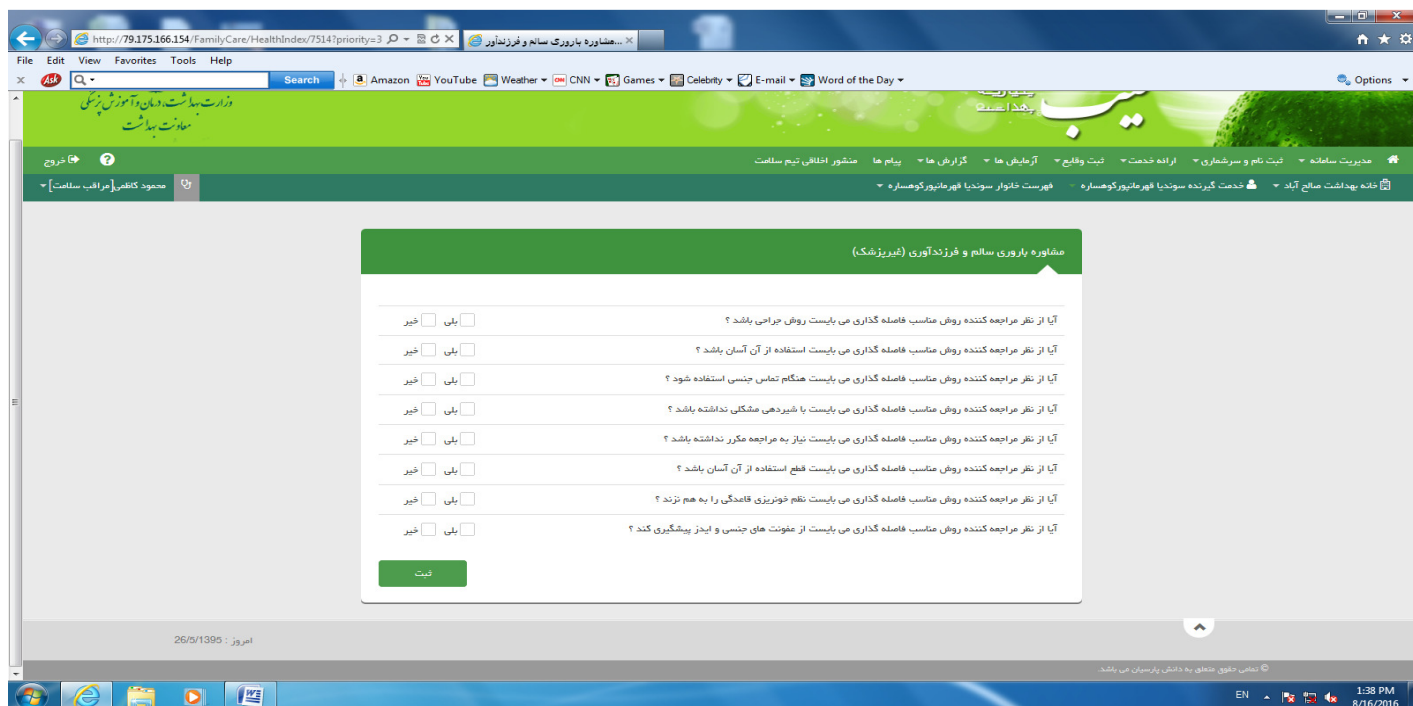 http://79.175.166.154/FamilyCare/HealthIndex/7514?priority=3
مشاوره باروری سالم و فرزندآور...
File Edit View Favorites Tools Help
Ask Search Amazon YouTube Weather CNN Games Celebrity E-mail Word of the Day Options
وزارت بهداشت، درمان و آموزش پزشکی
معاونت بهداشت
سیب
مدیریت سامانه ثبت نام و سرشماری ارائه خدمت ثبت وقایع آزمایش ها گزارش ها پیام ها منشور اخلاقی تیم سلامت ? خروج
خانه بهداشت صالح آباد خدمت گیرنده سوندیا قهرمانپورکوهساره فهرست خانوار سوندیا قهرمانپورکوهساره محمود کاظمی[مراقب سلامت]
مشاوره باروری سالم و فرزندآوری (غیرپزشک)
آیا از نظر مراجعه کننده روش مناسب فاصله گذاری می بایست روش جراحی باشد ؟ بلی خیر
آیا از نظر مراجعه کننده روش مناسب فاصله گذاری می بایست استفاده از آن آسان باشد ؟ بلی خیر
آیا از نظر مراجعه کننده روش مناسب فاصله گذاری می بایست هنگام تماس جنسی استفاده شود ؟ بلی خیر
آیا از نظر مراجعه کننده روش مناسب فاصله گذاری می بایست با شیردهی مشکلی نداشته باشد ؟ بلی خیر
آیا از نظر مراجعه کننده روش مناسب فاصله گذاری می بایست نیاز به مراجعه مکرر نداشته باشد ؟ بلی خیر
آیا از نظر مراجعه کننده روش مناسب فاصله گذاری می بایست قطع استفاده از آن آسان باشد ؟ بلی خیر
آیا از نظر مراجعه کننده روش مناسب فاصله گذاری می بایست نظم خونریزی قاعدگی را به هم نزند ؟ بلی خیر
آیا از نظر مراجعه کننده روش مناسب فاصله گذاری می بایست از عفونت های جنسی و ایدز پیشگیری کند ؟ بلی خیر
ثبت
امروز : 26/5/1395
© تمامی حقوق متعلق به دانش پارسیان می باشد.
EN 1:38 PM
8/16/2016